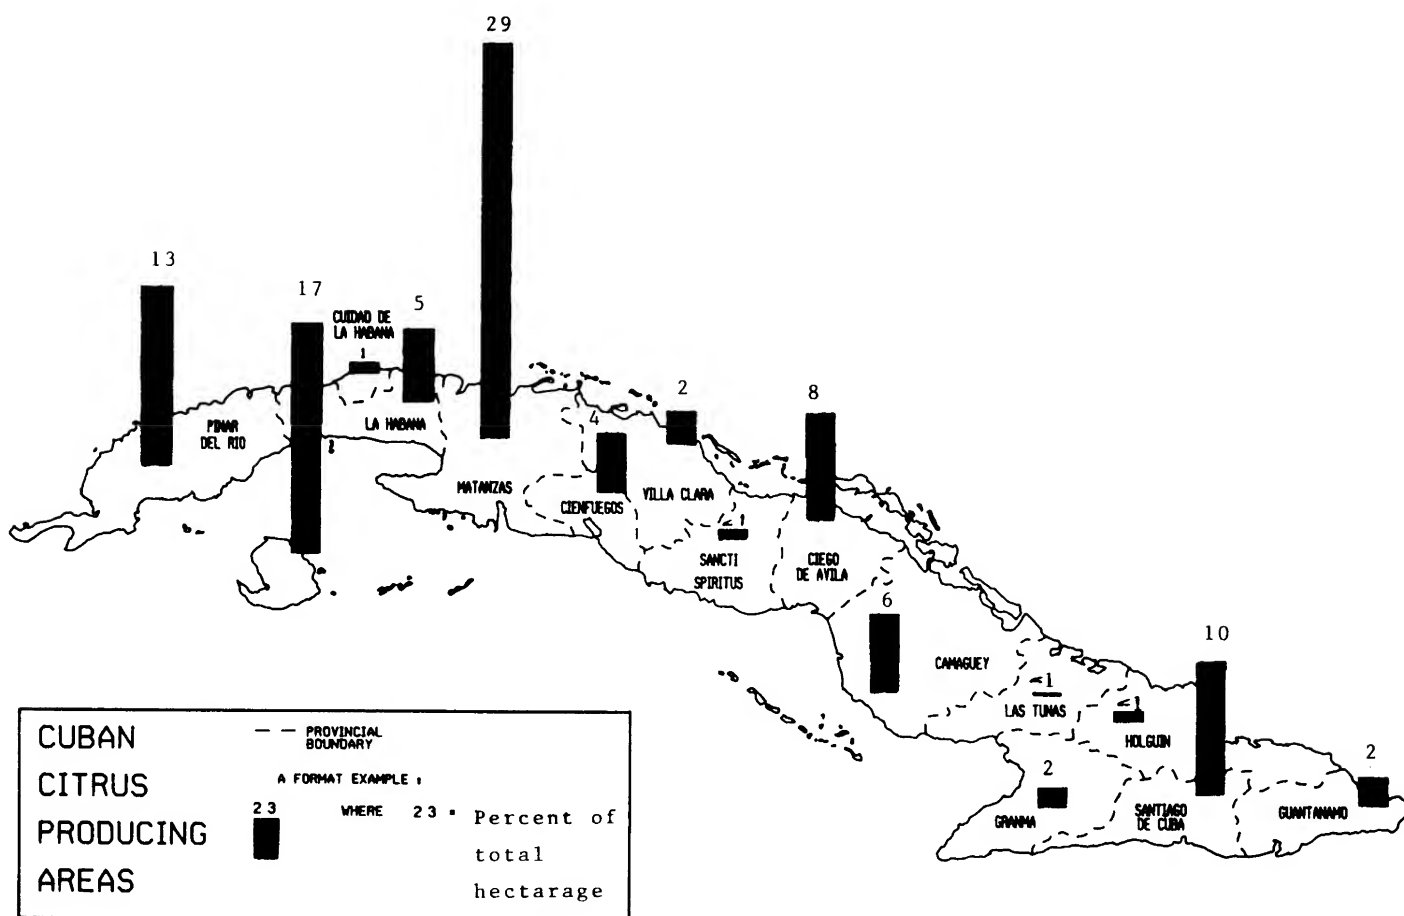 29
13
17
5
CUIDAD DE
LA HABANA
1
2
8
4
PINAR
DEL RIO
LA HABANA
MATANZAS
CIENFUEGOS
VILLA CLARA
<1
SANCTI
SPIRITUS
CIEGO
DE AVILA
6
10
CAMAGUEY
<1
LAS TUNAS
<1
HOLGUIN
2
2
GRANMA
SANTIAGO
DE CUBA
GUANTANAMO
CUBAN
CITRUS
PRODUCING
AREAS
-- PROVINCIAL
BOUNDARY
A FORMAT EXAMPLE :
23
WHERE 23 = Percent of
total
hectarage